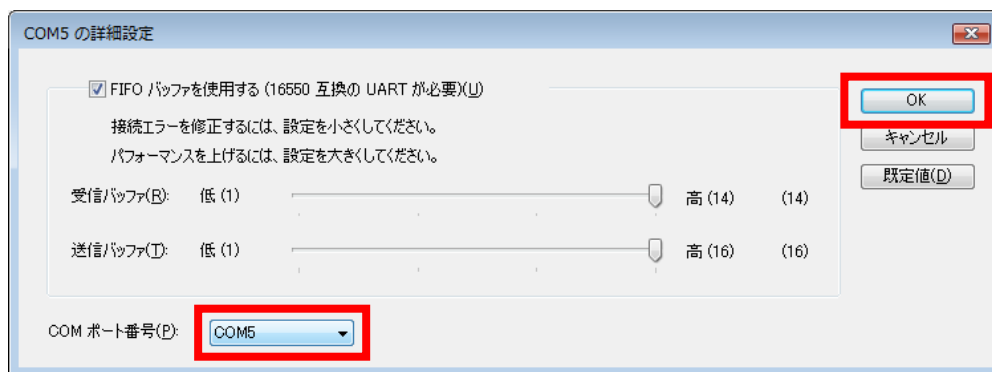 COM5 の詳細設定
FIFO バッファを使用する (16550 互換の UART が必要)(U)
OK
接続エラーを修正するには、設定を小さくしてください。
キャンセル
パフォーマンスを上げるには、設定を大きくしてください。
既定値(D)
受信バッファ(R): 低 (1) 高 (14) (14)
送信バッファ(T): 低 (1) 高 (16) (16)
COM ポート番号(P): COM5